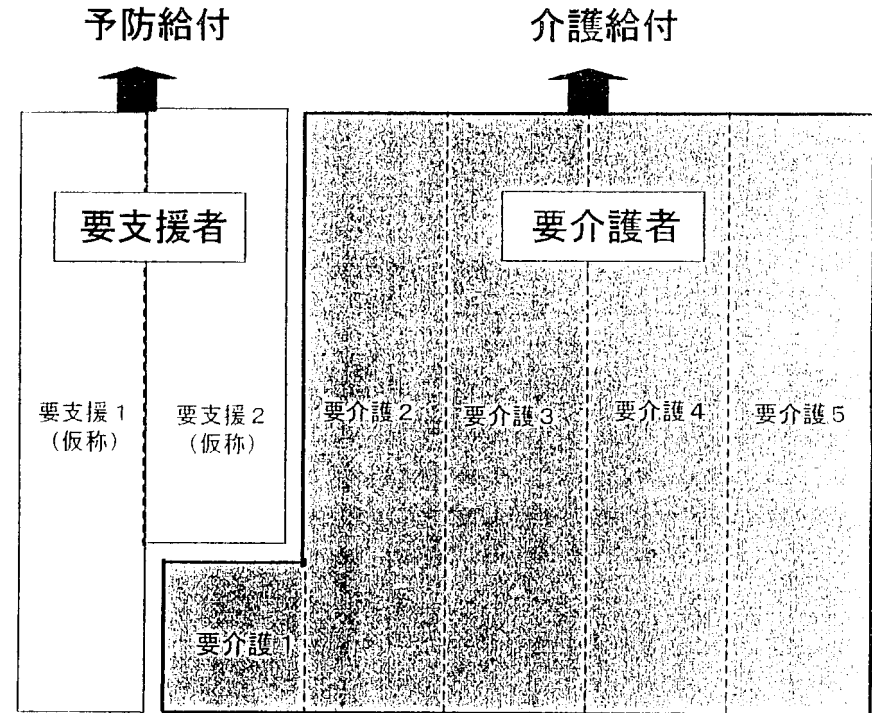 予防給付
介護給付
要支援者
要介護者
要支援1
(仮称)
要支援2
(仮称)
要介護2
要介護3
要介護4
要介護5
要介護1